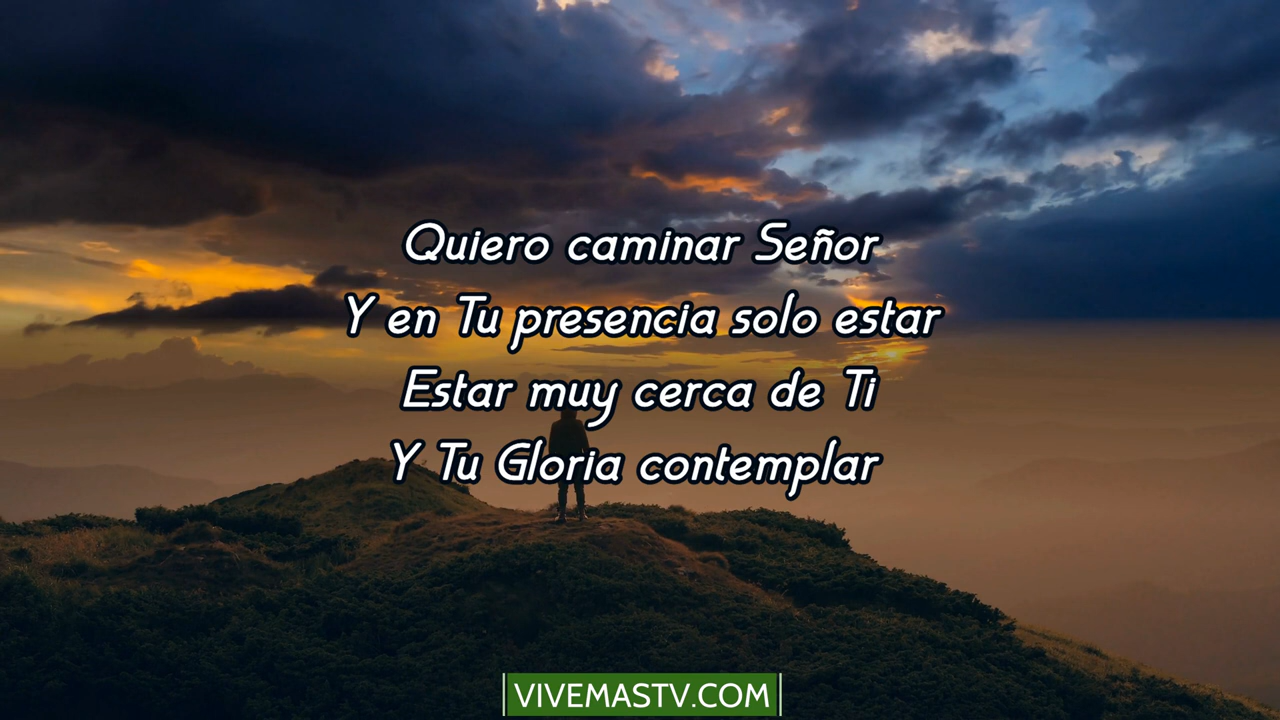 Quiero caminar Señor
Y en Tu presencia solo estar
Estar muy cerca de Ti
Y Tu Gloria contemplar
VIVEMASTV.COM